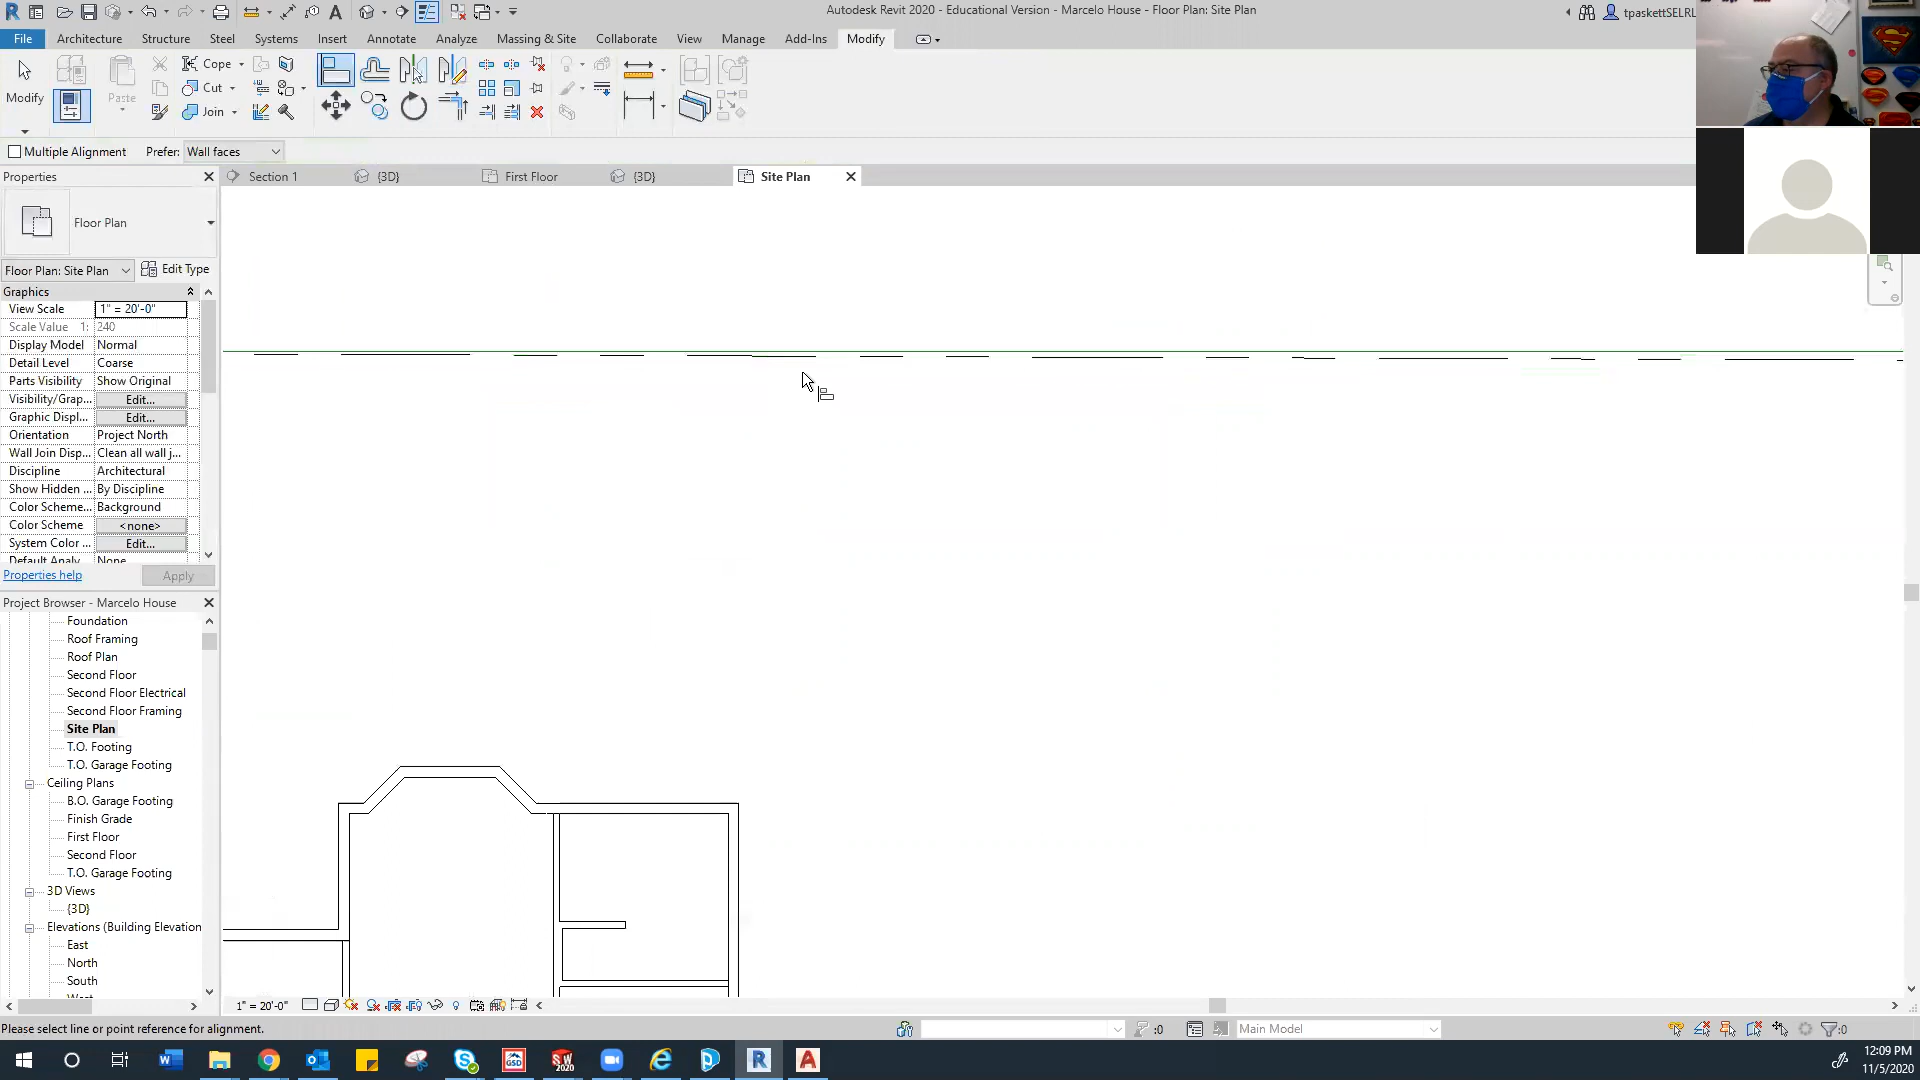 Autodesk Revit 2020 - Educational Version - Marcelo House - Floor Plan: Site Plan
tpaskettSELRL
File Architecture Structure Steel Systems Insert Annotate Analyze Massing & Site Collaborate View Manage Add-Ins Modify
Modify
Paste
Cope
Cut
Join
Multiple Alignment Prefer: Wall faces
Properties
Section 1
{3D}
First Floor
{3D}
Site Plan
Floor Plan
Floor Plan: Site Plan
Edit Type
Graphics
View Scale 1" = 20'-0"
Scale Value 1: 240
Display Model Normal
Detail Level Coarse
Parts Visibility Show Original
Visibility/Grap... Edit...
Graphic Displ... Edit...
Orientation Project North
Wall Join Disp... Clean all wall j...
Discipline Architectural
Show Hidden ... By Discipline
Color Scheme... Background
Color Scheme <none>
System Color ... Edit...
Default Analy... None
Properties help
Apply
Project Browser - Marcelo House
Foundation
Roof Framing
Roof Plan
Second Floor
Second Floor Electrical
Second Floor Framing
Site Plan
T.O. Footing
T.O. Garage Footing
Ceiling Plans
B.O. Garage Footing
Finish Grade
First Floor
Second Floor
T.O. Garage Footing
3D Views
{3D}
Elevations (Building Elevation
East
North
South
West
1" = 20'-0"
Please select line or point reference for alignment.
:0
Main Model
:0
GSD
SW
2020
12:09 PM
11/5/2020